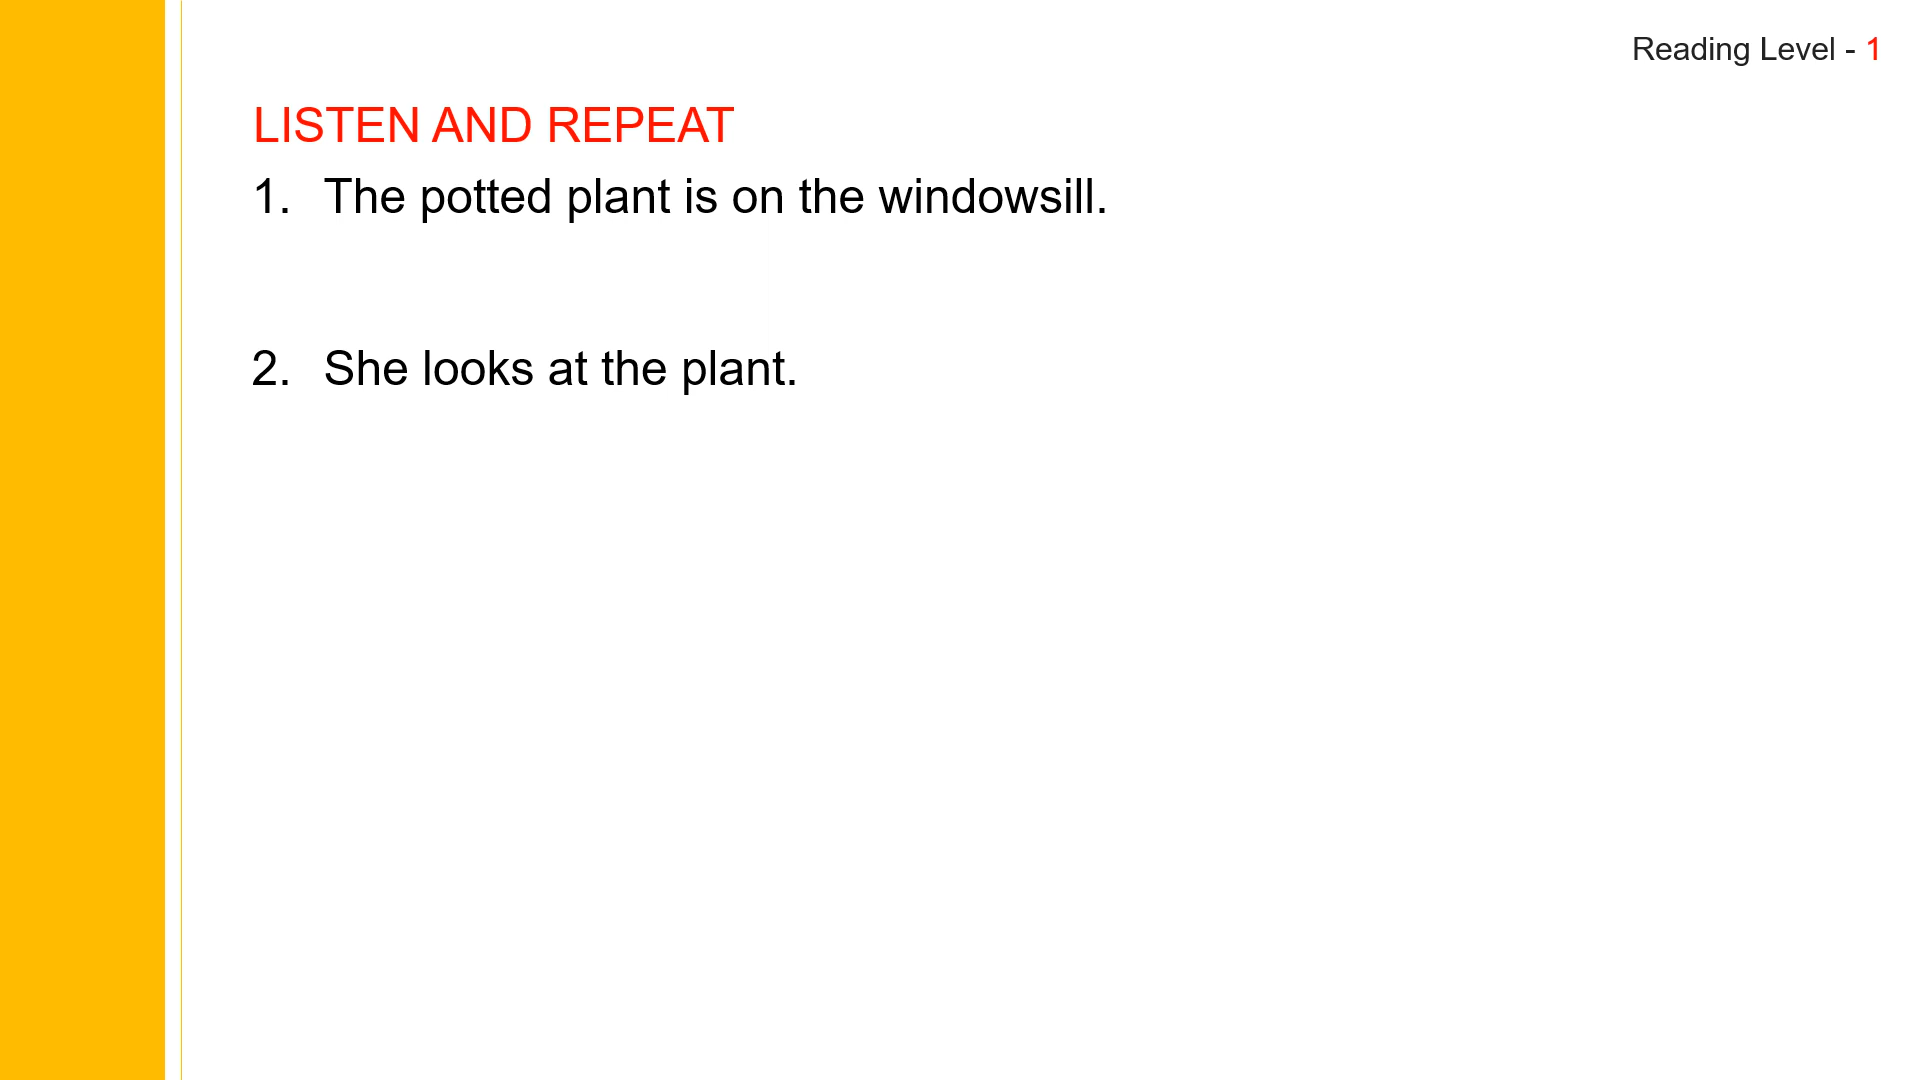 Reading Level - 1
LISTEN AND REPEAT
1. The potted plant is on the windowsill.
2. She looks at the plant.